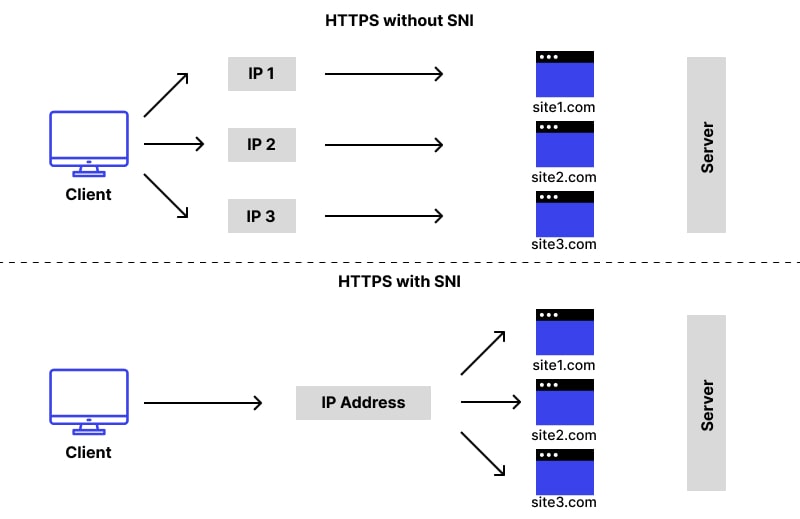 HTTPS without SNI
IP 1
site1.com
Client
IP 2
site2.com
IP 3
site3.com
Server
HTTPS with SNI
site1.com
Client
IP Address
site2.com
site3.com
Server